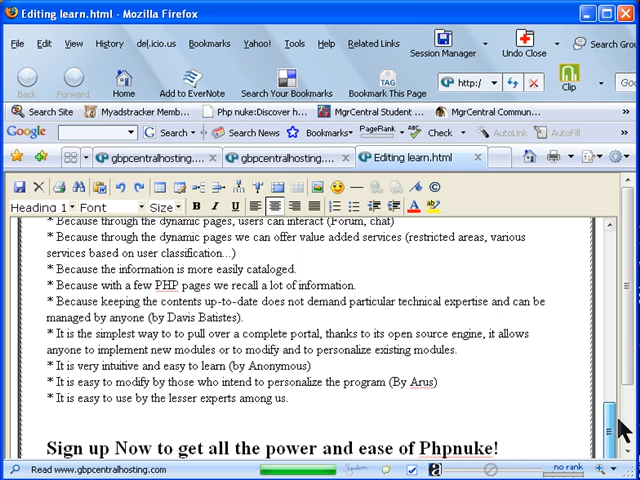 Editing learn.html - Mozilla Firefox
File Edit View History del.icio.us Bookmarks Yahoo! Tools Help Related Links Session Manager Undo Close Search Grou
Back Forward Home Add to EverNote Search Your Bookmarks TAG Bookmark This Page http:/ Clip Goo
Search Site Myadstracker Member... Php nuke:Discover h... MgrCentral Student ... MgrCentral Commun...
Google Search Search News Bookmarks PageRank Check AutoLink AutoFill
gbpcentralhosting.... gbpcentralhosting.... Editing learn.html
Heading 1 Font Size B I U A
* Because through the dynamic pages, users can interact (Forum, chat)
* Because through the dynamic pages we can offer value added services (restricted areas, various
services based on user classification...)
* Because the information is more easily cataloged.
* Because with a few PHP pages we recall a lot of information.
* Because keeping the contents up-to-date does not demand particular technical expertise and can be
managed by anyone (by Davis Batistes).
* It is the simplest way to to pull over a complete portal, thanks to its open source engine, it allows
anyone to implement new modules or to modify and to personalize existing modules.
* It is very intuitive and easy to learn (by Anonymous)
* It is easy to modify by those who intend to personalize the program (By Arus)
* It is easy to use by the lesser experts among us.
Sign up Now to get all the power and ease of Phpnuke!
Read www.gbpcentralhosting.com no rank